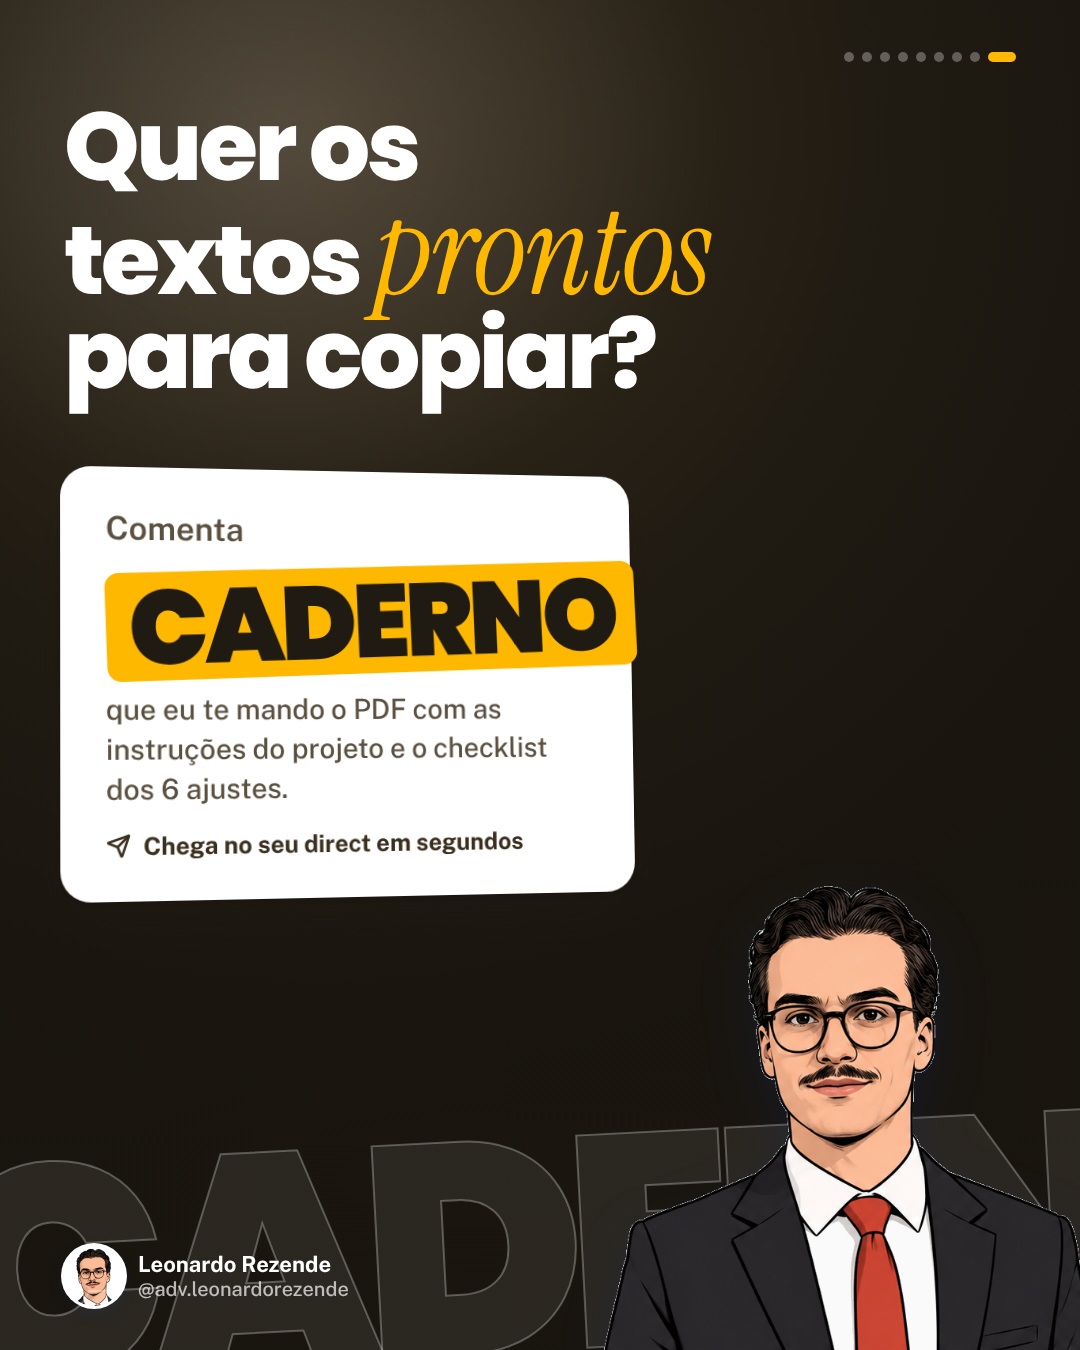 Quer os
textos prontos
para copiar?
Comenta
CADERNO
que eu te mando o PDF com as
instruções do projeto e o checklist
dos 6 ajustes.
Chega no seu direct em segundos
CADERN
Leonardo Rezende
@adv.leonardorezende